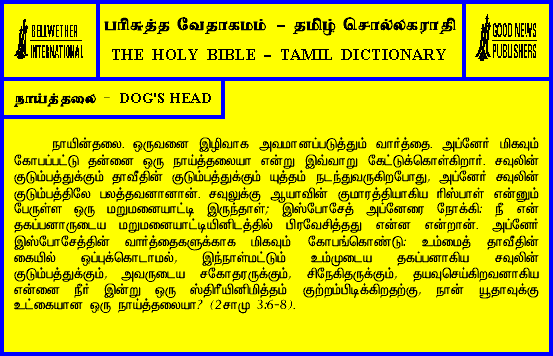 BELLWETHER
INTERNATIONAL
பரிசுத்த வேதாகமம் – தமிழ் சொல்லகராதி
THE HOLY BIBLE – TAMIL DICTIONARY
GOOD NEWS
PUBLISHERS
நாய்த்தலை - DOG'S HEAD
நாயின்தலை. ஒருவனை இழிவாக அவமானப்படுத்தும் வார்த்தை. அப்னேர் மிகவும்
கோபப்பட்டு தன்னை ஒரு நாய்த்தலையா என்று இவ்வாறு கேட்டுக்கொள்கிறார். சவுலின்
குடும்பத்துக்கும் தாவீதின் குடும்பத்துக்கும் யுத்தம் நடந்துவருகிறபோது, அப்னேர் சவுலின்
குடும்பத்திலே பலத்தவனானான். சவுலுக்கு ஆயாவின் குமாரத்தியாகிய ரிஸ்பாள் என்னும்
பேருள்ள ஒரு மறுமனையாட்டி இருந்தாள்; இஸ்போசேத் அப்னேரை நோக்கி: நீ என்
தகப்பனாருடைய மறுமனையாட்டியினிடத்தில் பிரவேசித்தது என்ன என்றான். அப்னேர்
இஸ்போசேத்தின் வார்த்தைகளுக்காக மிகவும் கோபங்கொண்டு: உம்மைத் தாவீதின்
கையில் ஒப்புக்கொடாமல், இந்நாள்மட்டும் உம்முடைய தகப்பனாகிய சவுலின்
குடும்பத்துக்கும், அவருடைய சகோதரருக்கும், சிநேகிதருக்கும், தயவுசெய்கிறவனாகிய
என்னை நீர் இன்று ஒரு ஸ்திரீயினிமித்தம் குற்றம்பிடிக்கிறதற்கு, நான் யூதாவுக்கு
உட்கையான ஒரு நாய்த்தலையா? (2சாமு 3:6-8).